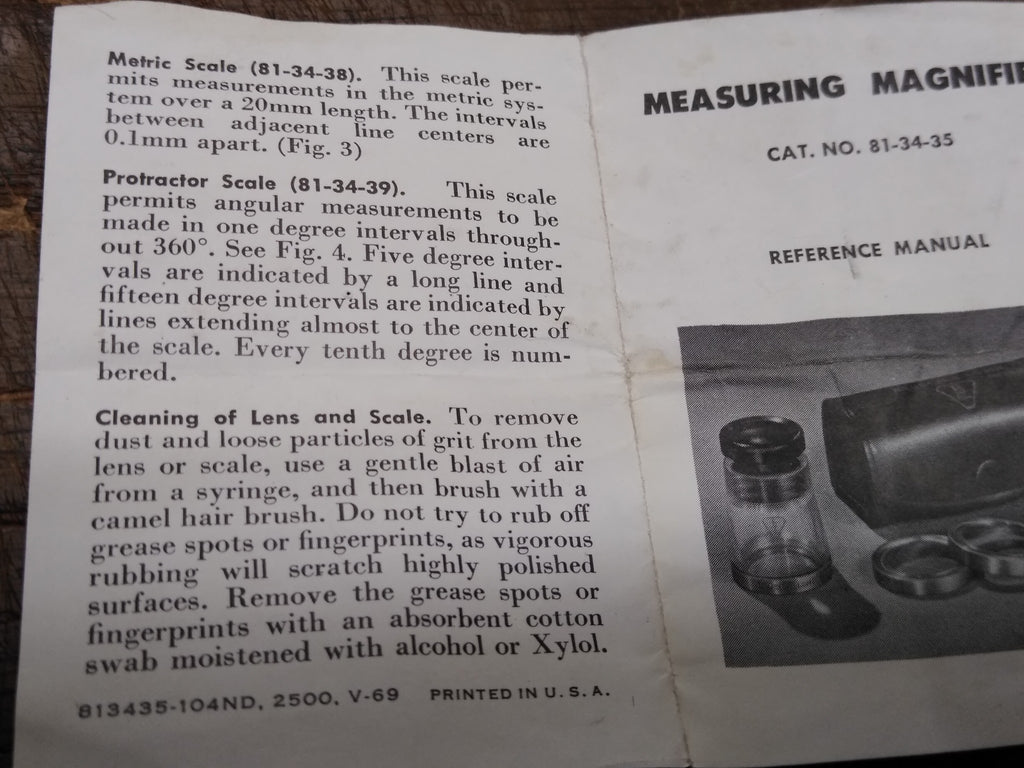 Metric Scale (81-34-38). This scale per-
mits measurements in the metric sys-
tem over a 20mm length. The intervals
between adjacent line centers are
0.1mm apart. (Fig. 3)
Protractor Scale (81-34-39). This scale
permits angular measurements to be
made in one degree intervals through-
out 360°. See Fig. 4. Five degree inter-
vals are indicated by a long line and
fifteen degree intervals are indicated by
lines extending almost to the center of
the scale. Every tenth degree is num-
bered.
Cleaning of Lens and Scale. To remove
dust and loose particles of grit from the
lens or scale, use a gentle blast of air
from a syringe, and then brush with a
camel hair brush. Do not try to rub off
grease spots or fingerprints, as vigorous
rubbing will scratch highly polished
surfaces. Remove the grease spots or
fingerprints with an absorbent cotton
swab moistened with alcohol or Xylol.
813435-104ND, 2500, V-69 PRINTED IN U. S. A.
MEASURING MAGNIFI
CAT. NO. 81-34-35
REFERENCE MANUAL